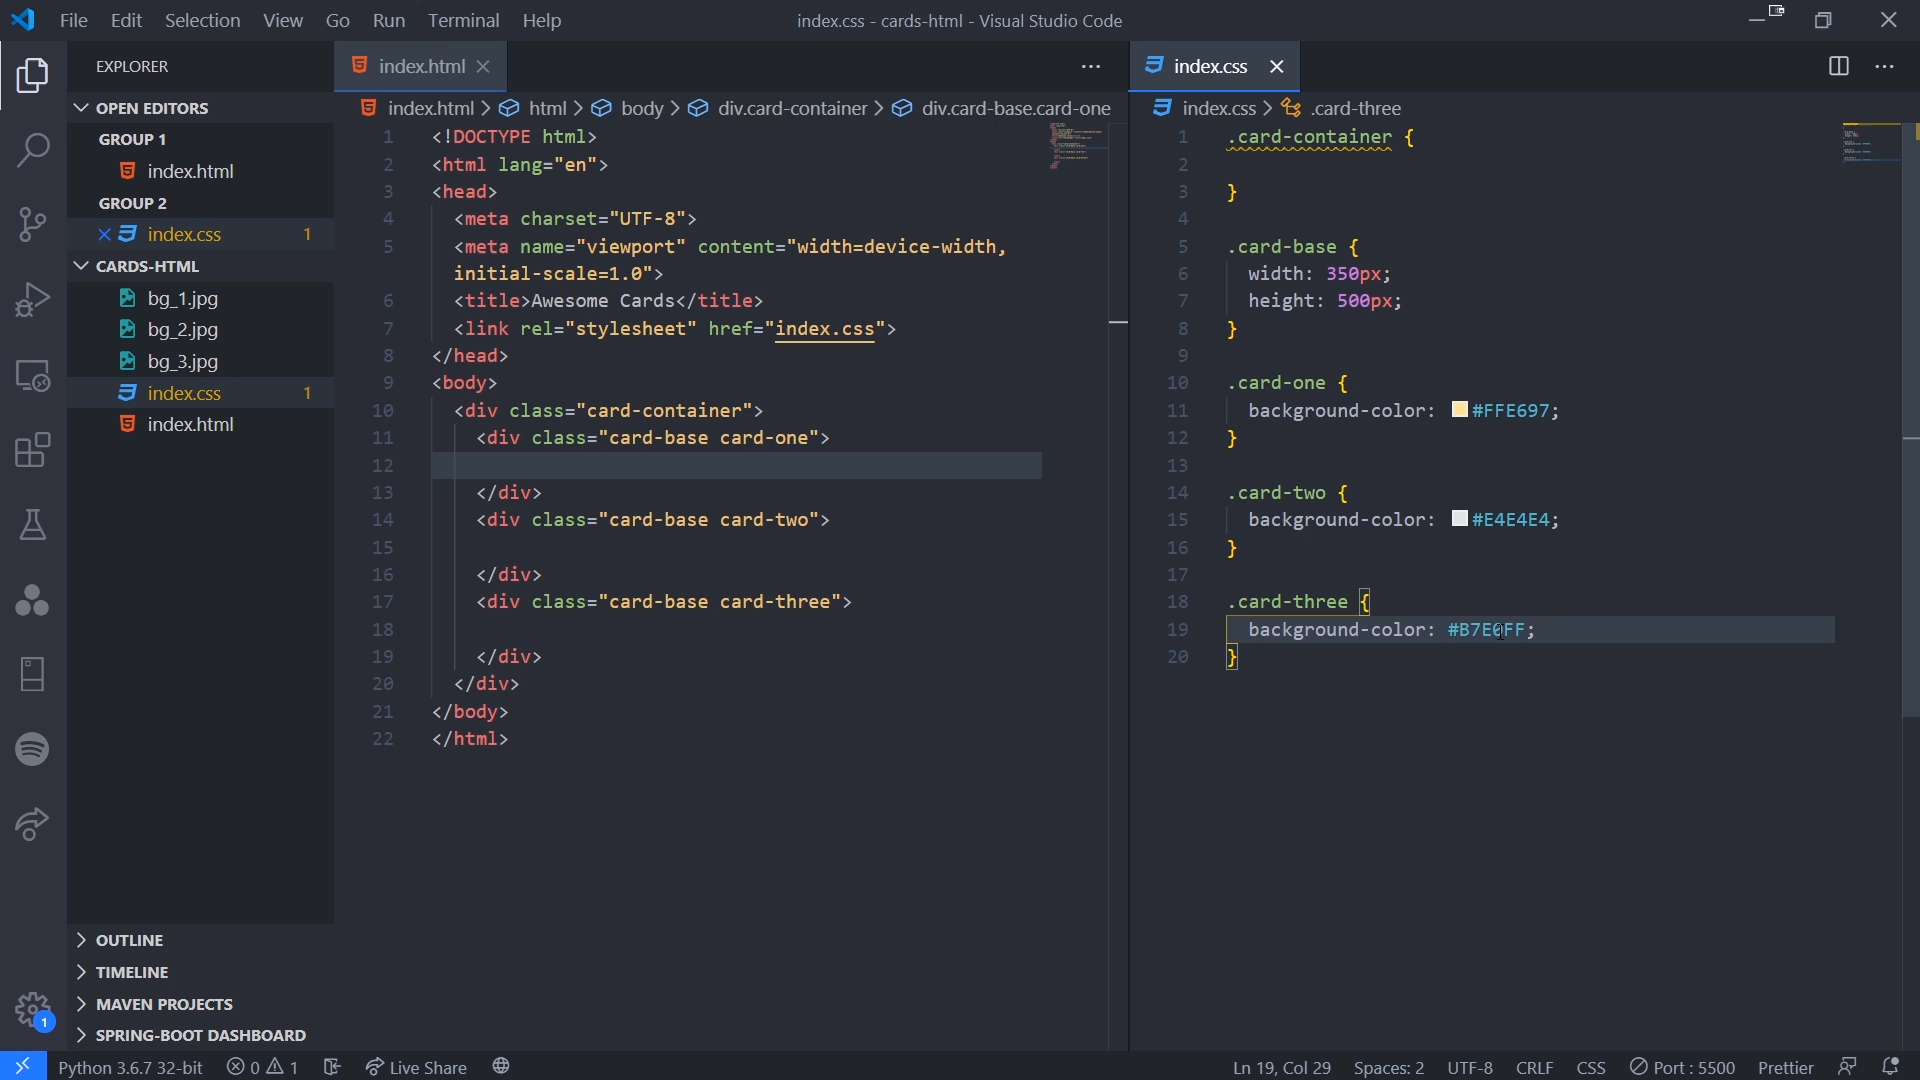 File Edit Selection View Go Run Terminal Help
index.css - cards-html - Visual Studio Code
EXPLORER
OPEN EDITORS
GROUP 1
index.html
GROUP 2
index.css 1
CARDS-HTML
bg_1.jpg
bg_2.jpg
bg_3.jpg
index.css 1
index.html
OUTLINE
TIMELINE
MAVEN PROJECTS
SPRING-BOOT DASHBOARD
1
index.html
index.html > html > body > div.card-container > div.card-base.card-one
1 <!DOCTYPE html>
2 <html lang="en">
3 <head>
4 <meta charset="UTF-8">
5 <meta name="viewport" content="width=device-width,
initial-scale=1.0">
6 <title>Awesome Cards</title>
7 <link rel="stylesheet" href="index.css">
8 </head>
9 <body>
10 <div class="card-container">
11 <div class="card-base card-one">
12
13 </div>
14 <div class="card-base card-two">
15
16 </div>
17 <div class="card-base card-three">
18
19 </div>
20 </div>
21 </body>
22 </html>
index.css
index.css > .card-three
1 .card-container {
2
3 }
4
5 .card-base {
6 width: 350px;
7 height: 500px;
8 }
9
10 .card-one {
11 background-color: #FFE697;
12 }
13
14 .card-two {
15 background-color: #E4E4E4;
16 }
17
18 .card-three {
19 background-color: #B7E0FF;
20 }
Python 3.6.7 32-bit 0 1 Live Share
Ln 19, Col 29 Spaces: 2 UTF-8 CRLF CSS Port : 5500 Prettier